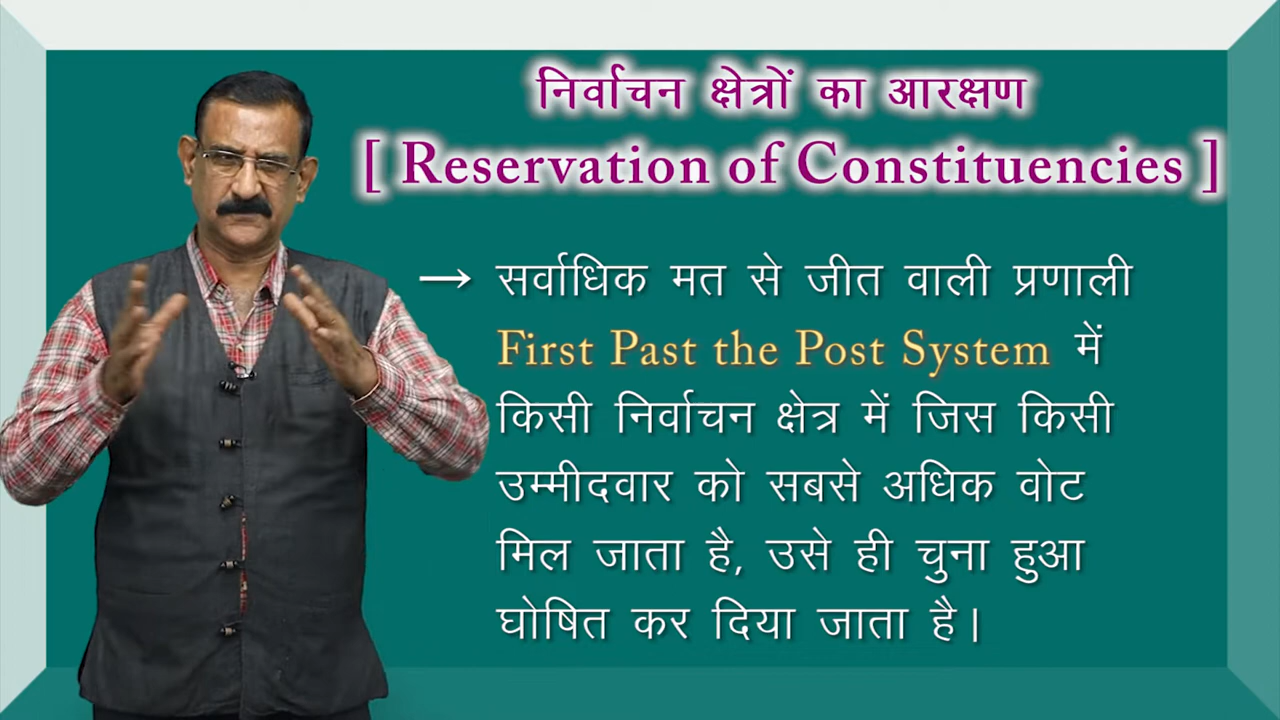 निर्वाचन क्षेत्रों का आरक्षण
[ Reservation of Constituencies ]
→ सर्वाधिक मत से जीत वाली प्रणाली
First Past the Post System में
किसी निर्वाचन क्षेत्र में जिस किसी
उम्मीदवार को सबसे अधिक वोट
मिल जाता है, उसे ही चुना हुआ
घोषित कर दिया जाता है।